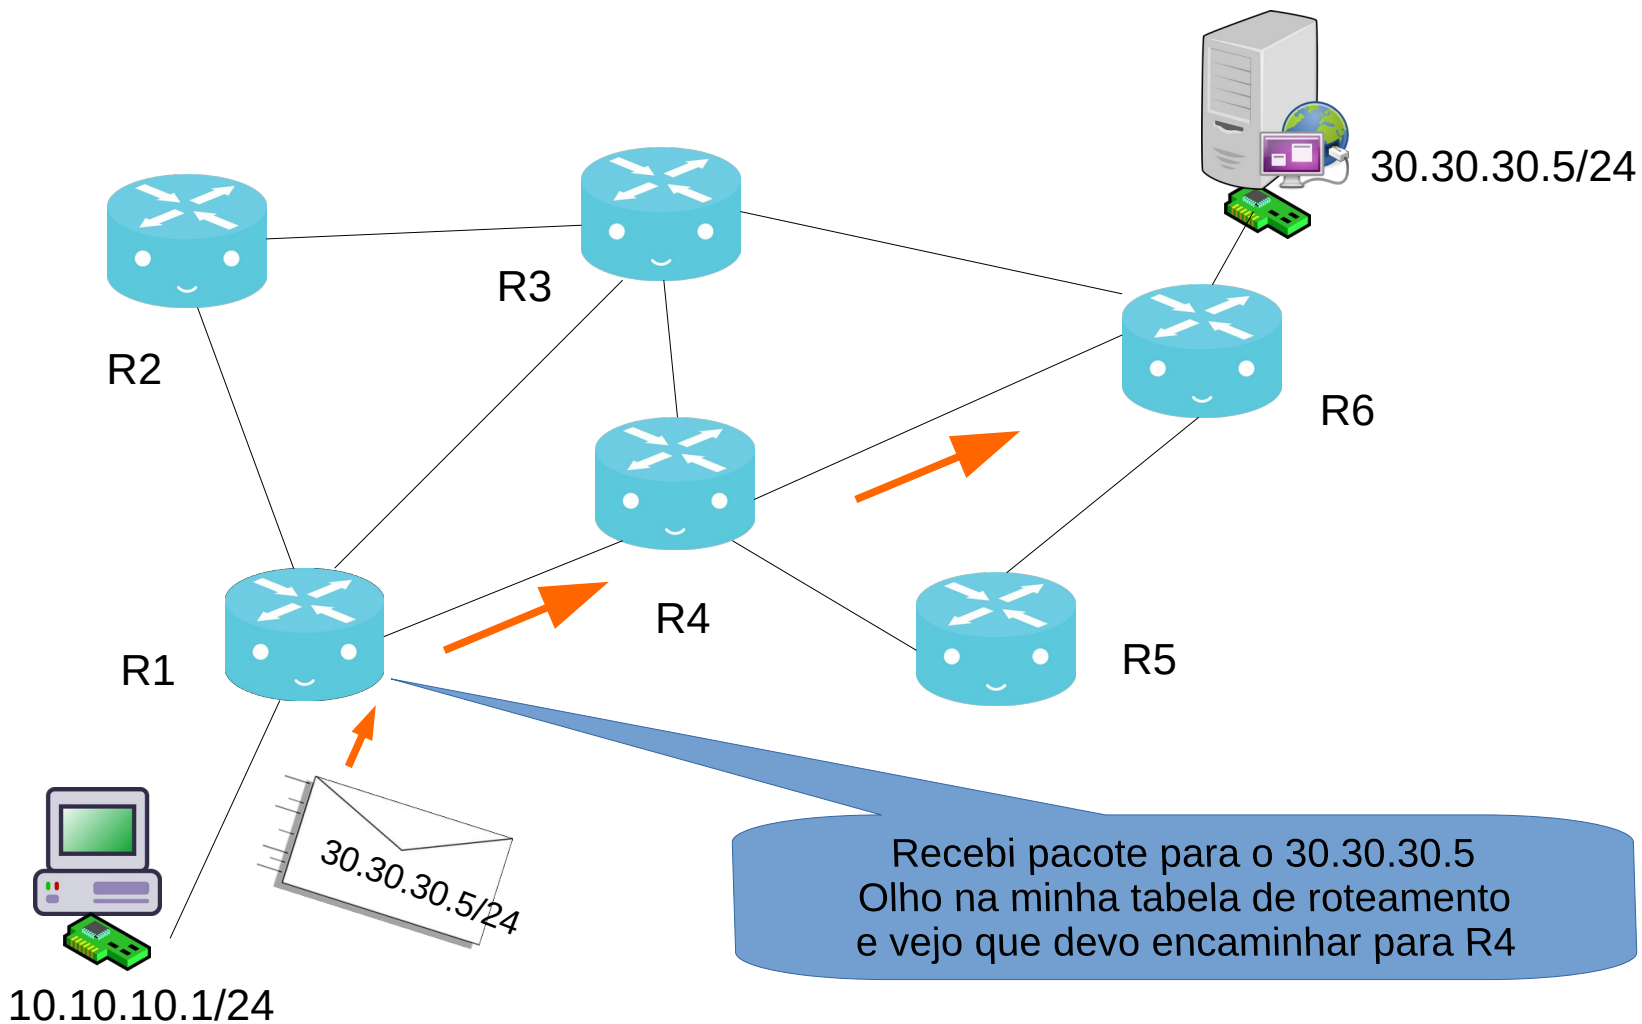 30.30.30.5/24
R3
R2
R6
R4
R5
R1
30.30.30.5/24
Recebi pacote para o 30.30.30.5
Olho na minha tabela de roteamento
e vejo que devo encaminhar para R4
10.10.10.1/24